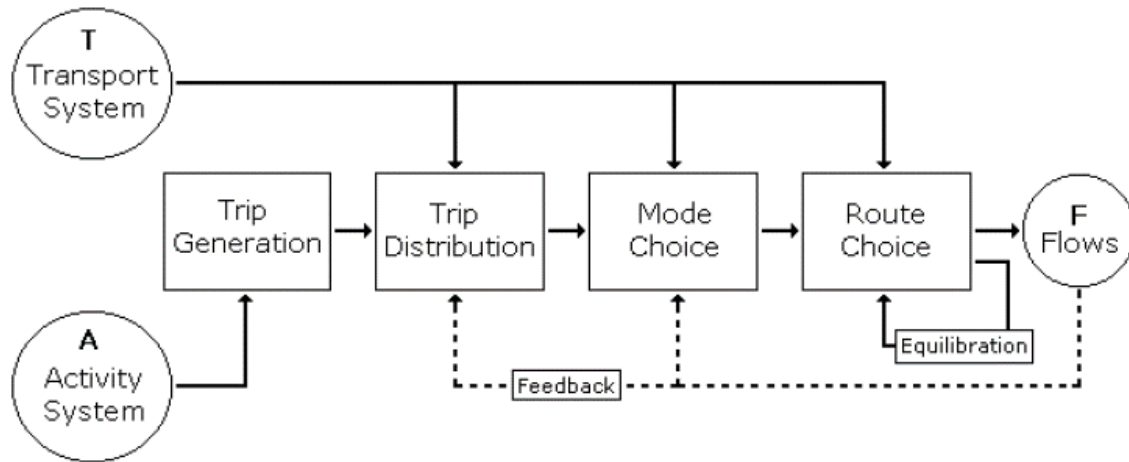 T
Transport
System
Trip
Generation
Trip
Distribution
Mode
Choice
Route
Choice
F
Flows
A
Activity
System
Equilibration
Feedback